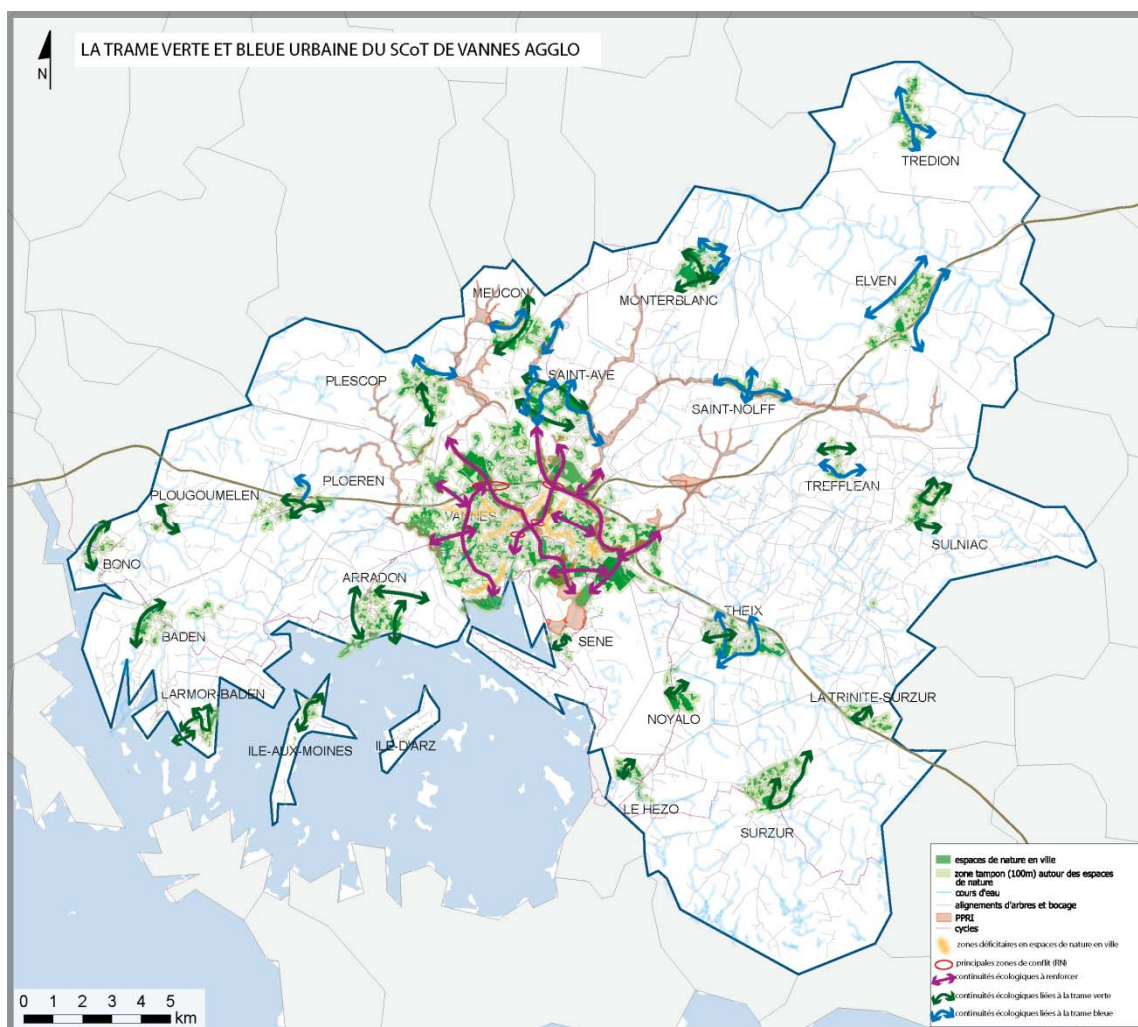 LA TRAME VERTE ET BLEUE URBAINE DU SCoT DE VANNES AGGLO
N
TREDION
ELVEN
MONTERBLANC
MEUCON
SAINT-AVE
PLESCOP
SAINT-NOLFF
TREFFLEAN
PLOEREN
PLOUGOUMELEN
VANNES
SULNIAC
BONO
ARRADON
BADEN
THEIX
SENE
LARMOR-BADEN
NOYALO
LA TRINITE-SURZUR
ILE-AUX-MOINES
ILE-D'ARZ
LE HEZO
SURZUR
espaces de nature en ville
zone tampon (100m) autour des espaces
de nature
cours d'eau
alignements d'arbres et bocage
PPRI
cycles
zones déficitaires en espaces de nature en ville
principales zones de conflit (RN)
continuités écologiques à renforcer
continuités écologiques liées à la trame verte
continuités écologiques liées à la trame bleue
0 1 2 3 4 5
km